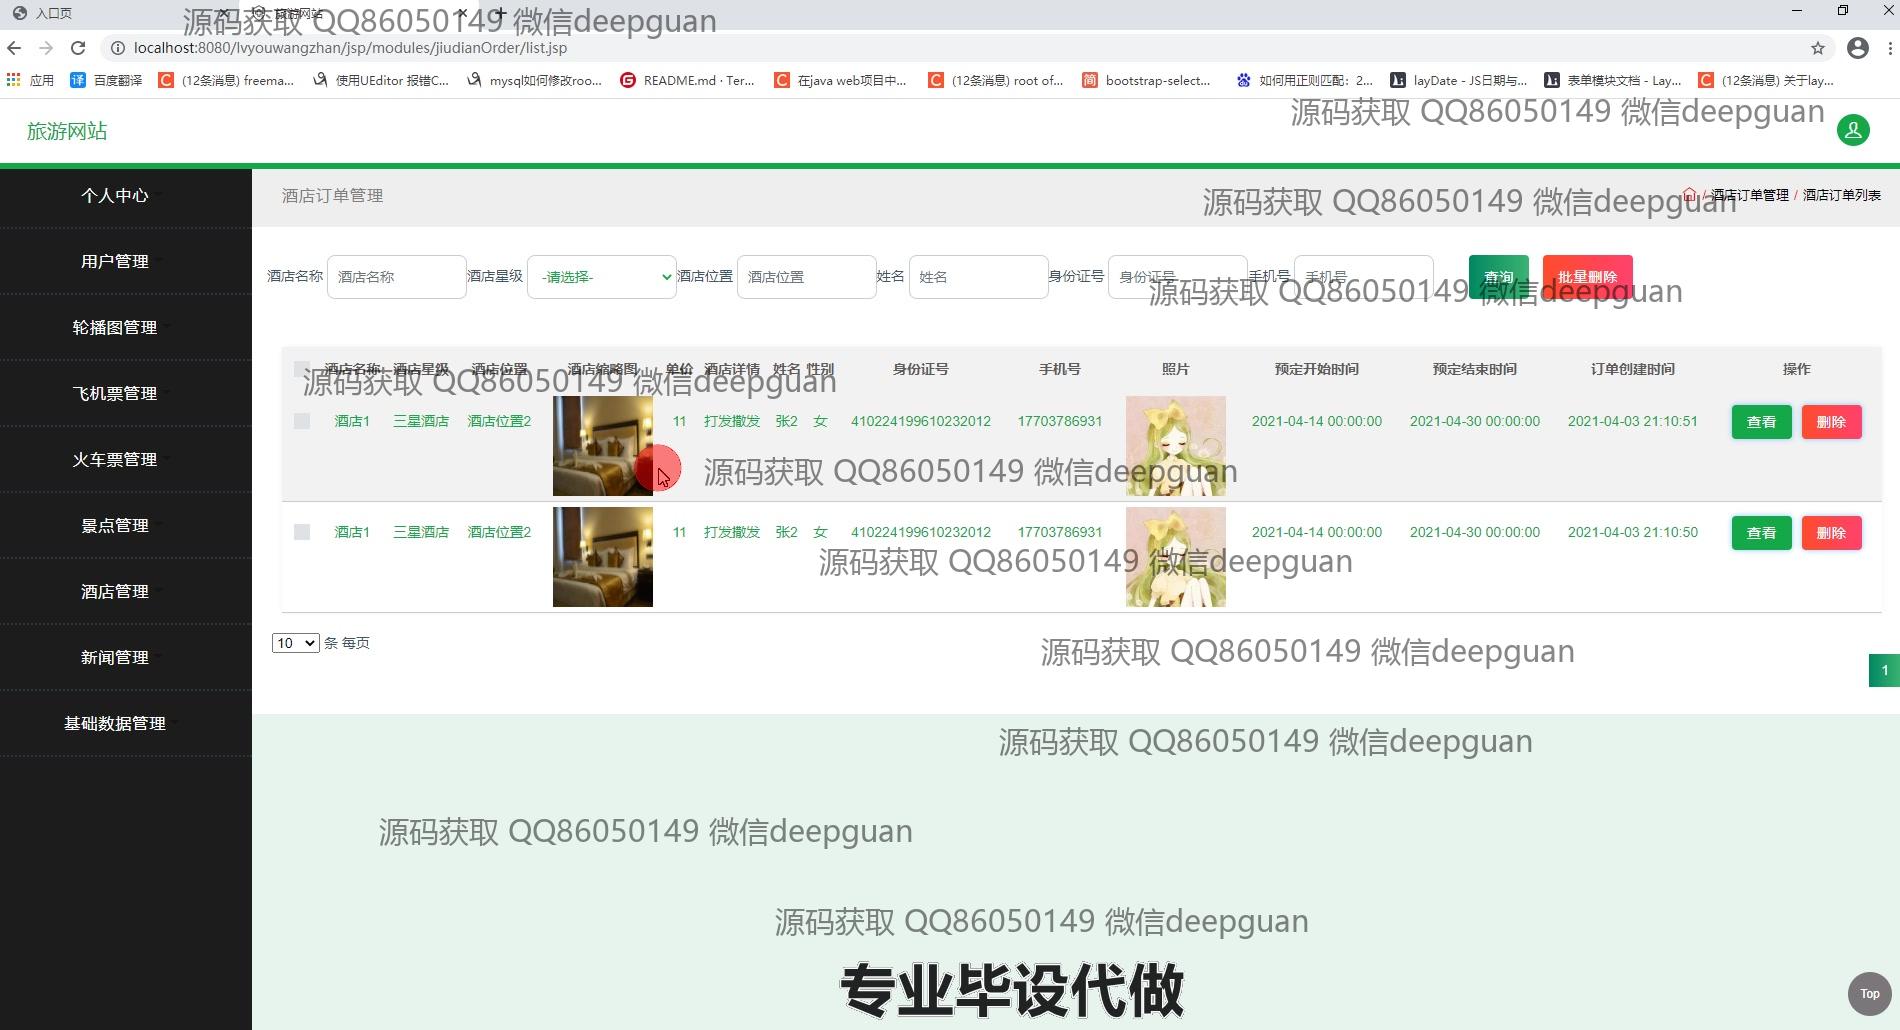 入口页 旅游网站
源码获取 QQ86050149 微信deepguan
localhost:8080/lvyouwangzhan/jsp/modules/jiudianOrder/list.jsp
应用 百度翻译 (12条消息) freema... 使用UEditor 报错C... mysql如何修改roo... README.md · Ter... 在java web项目中... (12条消息) root of... bootstrap-select... 如何用正则匹配：2... layDate - JS日期与... 表单模块文档 - Lay... (12条消息) 关于lay...
源码获取 QQ86050149 微信deepguan
旅游网站
个人中心
用户管理
轮播图管理
飞机票管理
火车票管理
景点管理
酒店管理
新闻管理
基础数据管理
酒店订单管理
/ 酒店订单管理 / 酒店订单列表
源码获取 QQ86050149 微信deepguan
酒店名称 酒店名称 酒店星级 -请选择- 酒店位置 酒店位置 姓名 姓名 身份证号 身份证号 手机号 手机号 查询 批量删除
源码获取 QQ86050149 微信deepguan
酒店名称 酒店星级 酒店位置 酒店缩略图 单价 酒店详情 姓名 性别 身份证号 手机号 照片 预定开始时间 预定结束时间 订单创建时间 操作
源码获取 QQ86050149 微信deepguan
酒店1 三星酒店 酒店位置2 11 打发撒发 张2 女 410224199610232012 17703786931 2021-04-14 00:00:00 2021-04-30 00:00:00 2021-04-03 21:10:51 查看 删除
源码获取 QQ86050149 微信deepguan
酒店1 三星酒店 酒店位置2 11 打发撒发 张2 女 410224199610232012 17703786931 2021-04-14 00:00:00 2021-04-30 00:00:00 2021-04-03 21:10:50 查看 删除
源码获取 QQ86050149 微信deepguan
10 条 每页
源码获取 QQ86050149 微信deepguan
1
源码获取 QQ86050149 微信deepguan
源码获取 QQ86050149 微信deepguan
源码获取 QQ86050149 微信deepguan
专业毕设代做
Top